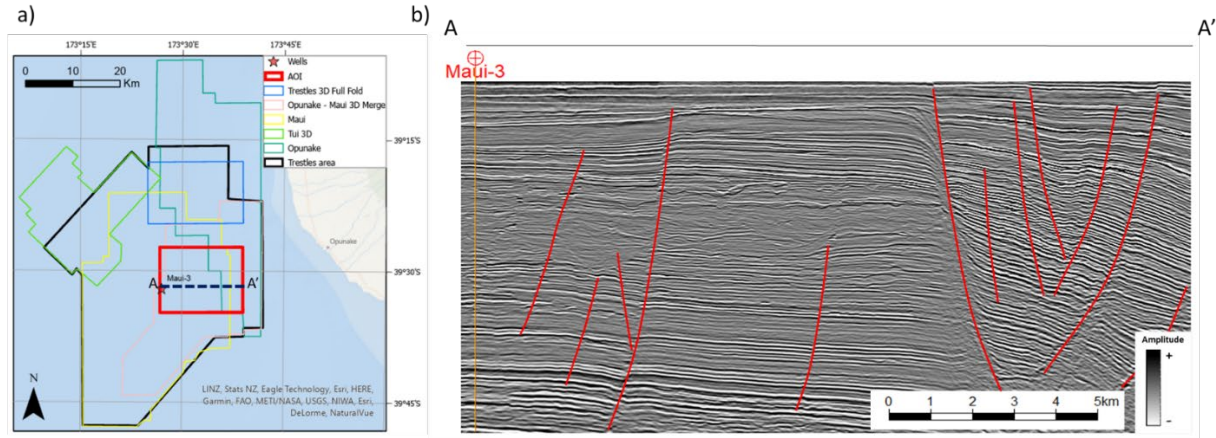 a)
173°15'E 173°30'E 173°45'E
0 10 20
Km
Wells
AOI
Trestles 3D Full Fold
Opunake - Maui 3D Merge
Maui
Tui 3D
Opunake
Trestles area
39°15'S
39°30'S
39°45'S
Opunake
Maui-3
A A'
N
LINZ, Stats NZ, Eagle Technology, Esri, HERE,
Garmin, FAO, METI/NASA, USGS, NIWA, Esri,
DeLorme, NaturalVue
b)
A A'
Maui-3
Amplitude
+
-
0 1 2 3 4 5km